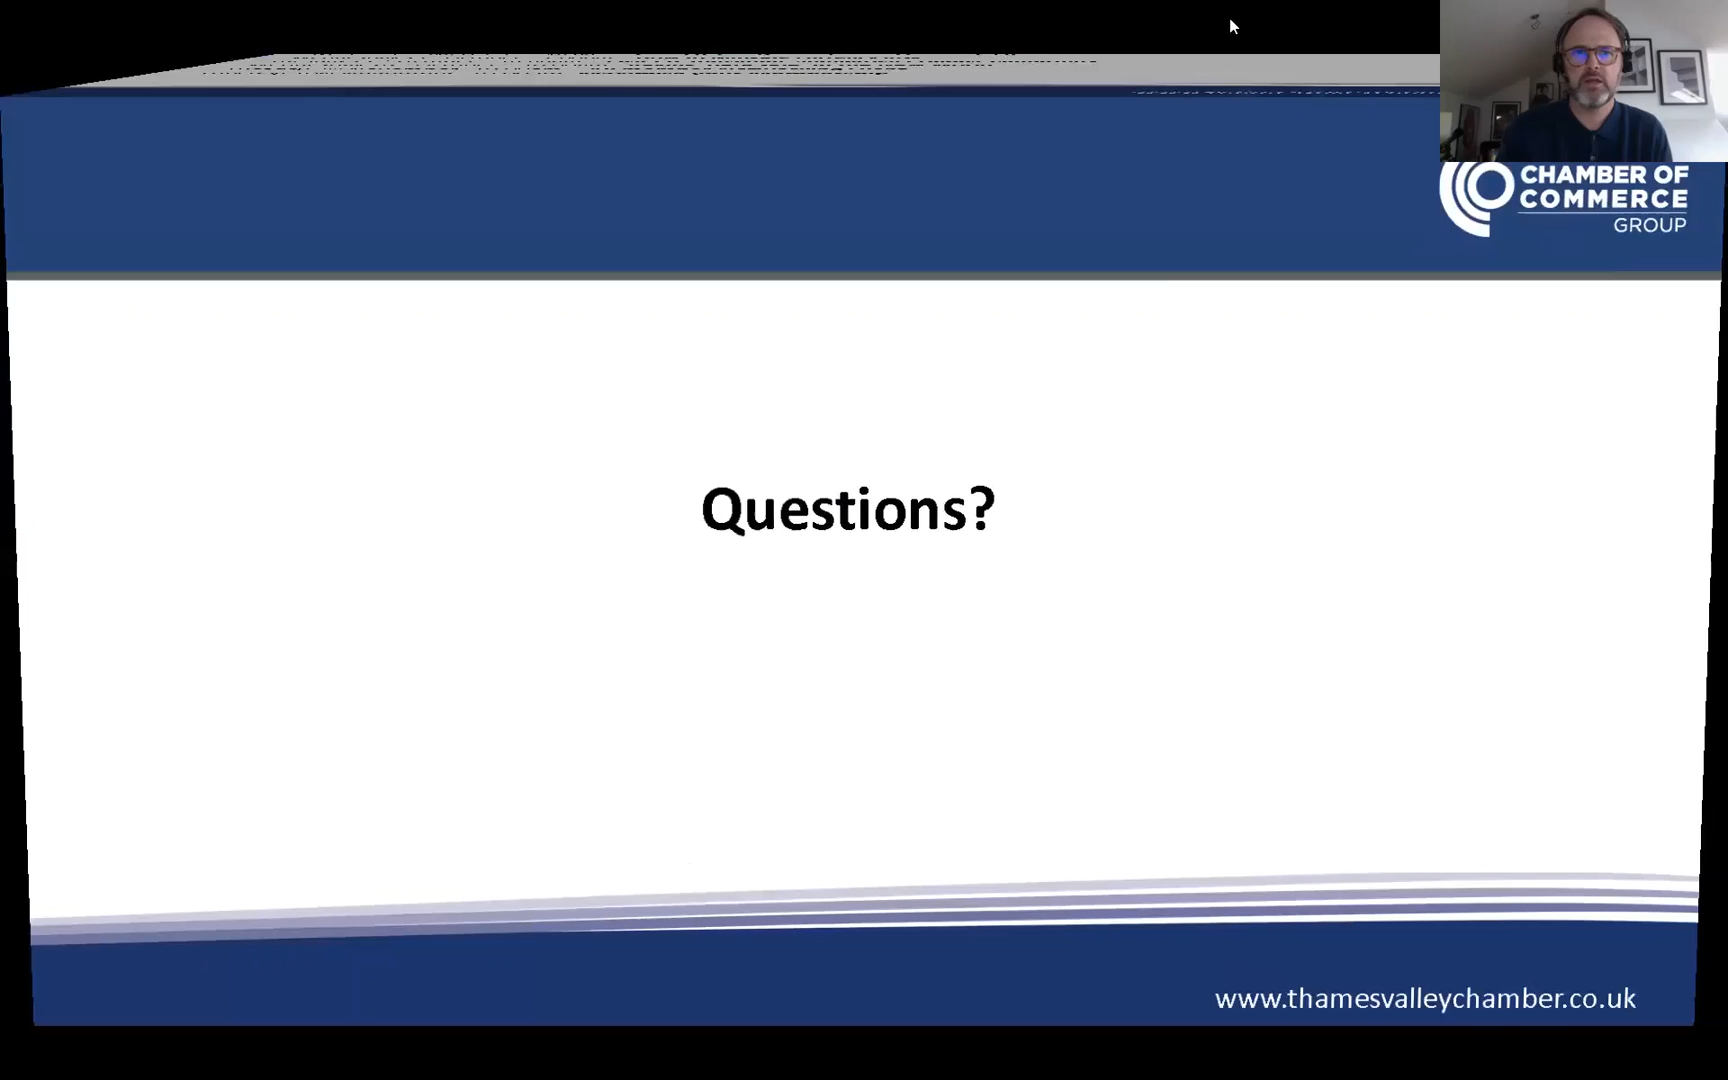 CHAMBER OF
COMMERCE
GROUP
Questions?
www.thamesvalleychamber.co.uk